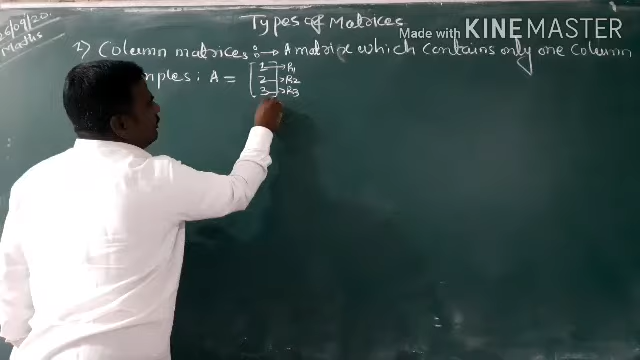 Types of Matrices
Made with KINEMASTER
Maths
1) Column matrices :→ A matrix which contains only one column
mples : A =
1 → R1
2 → R2
3 → R3